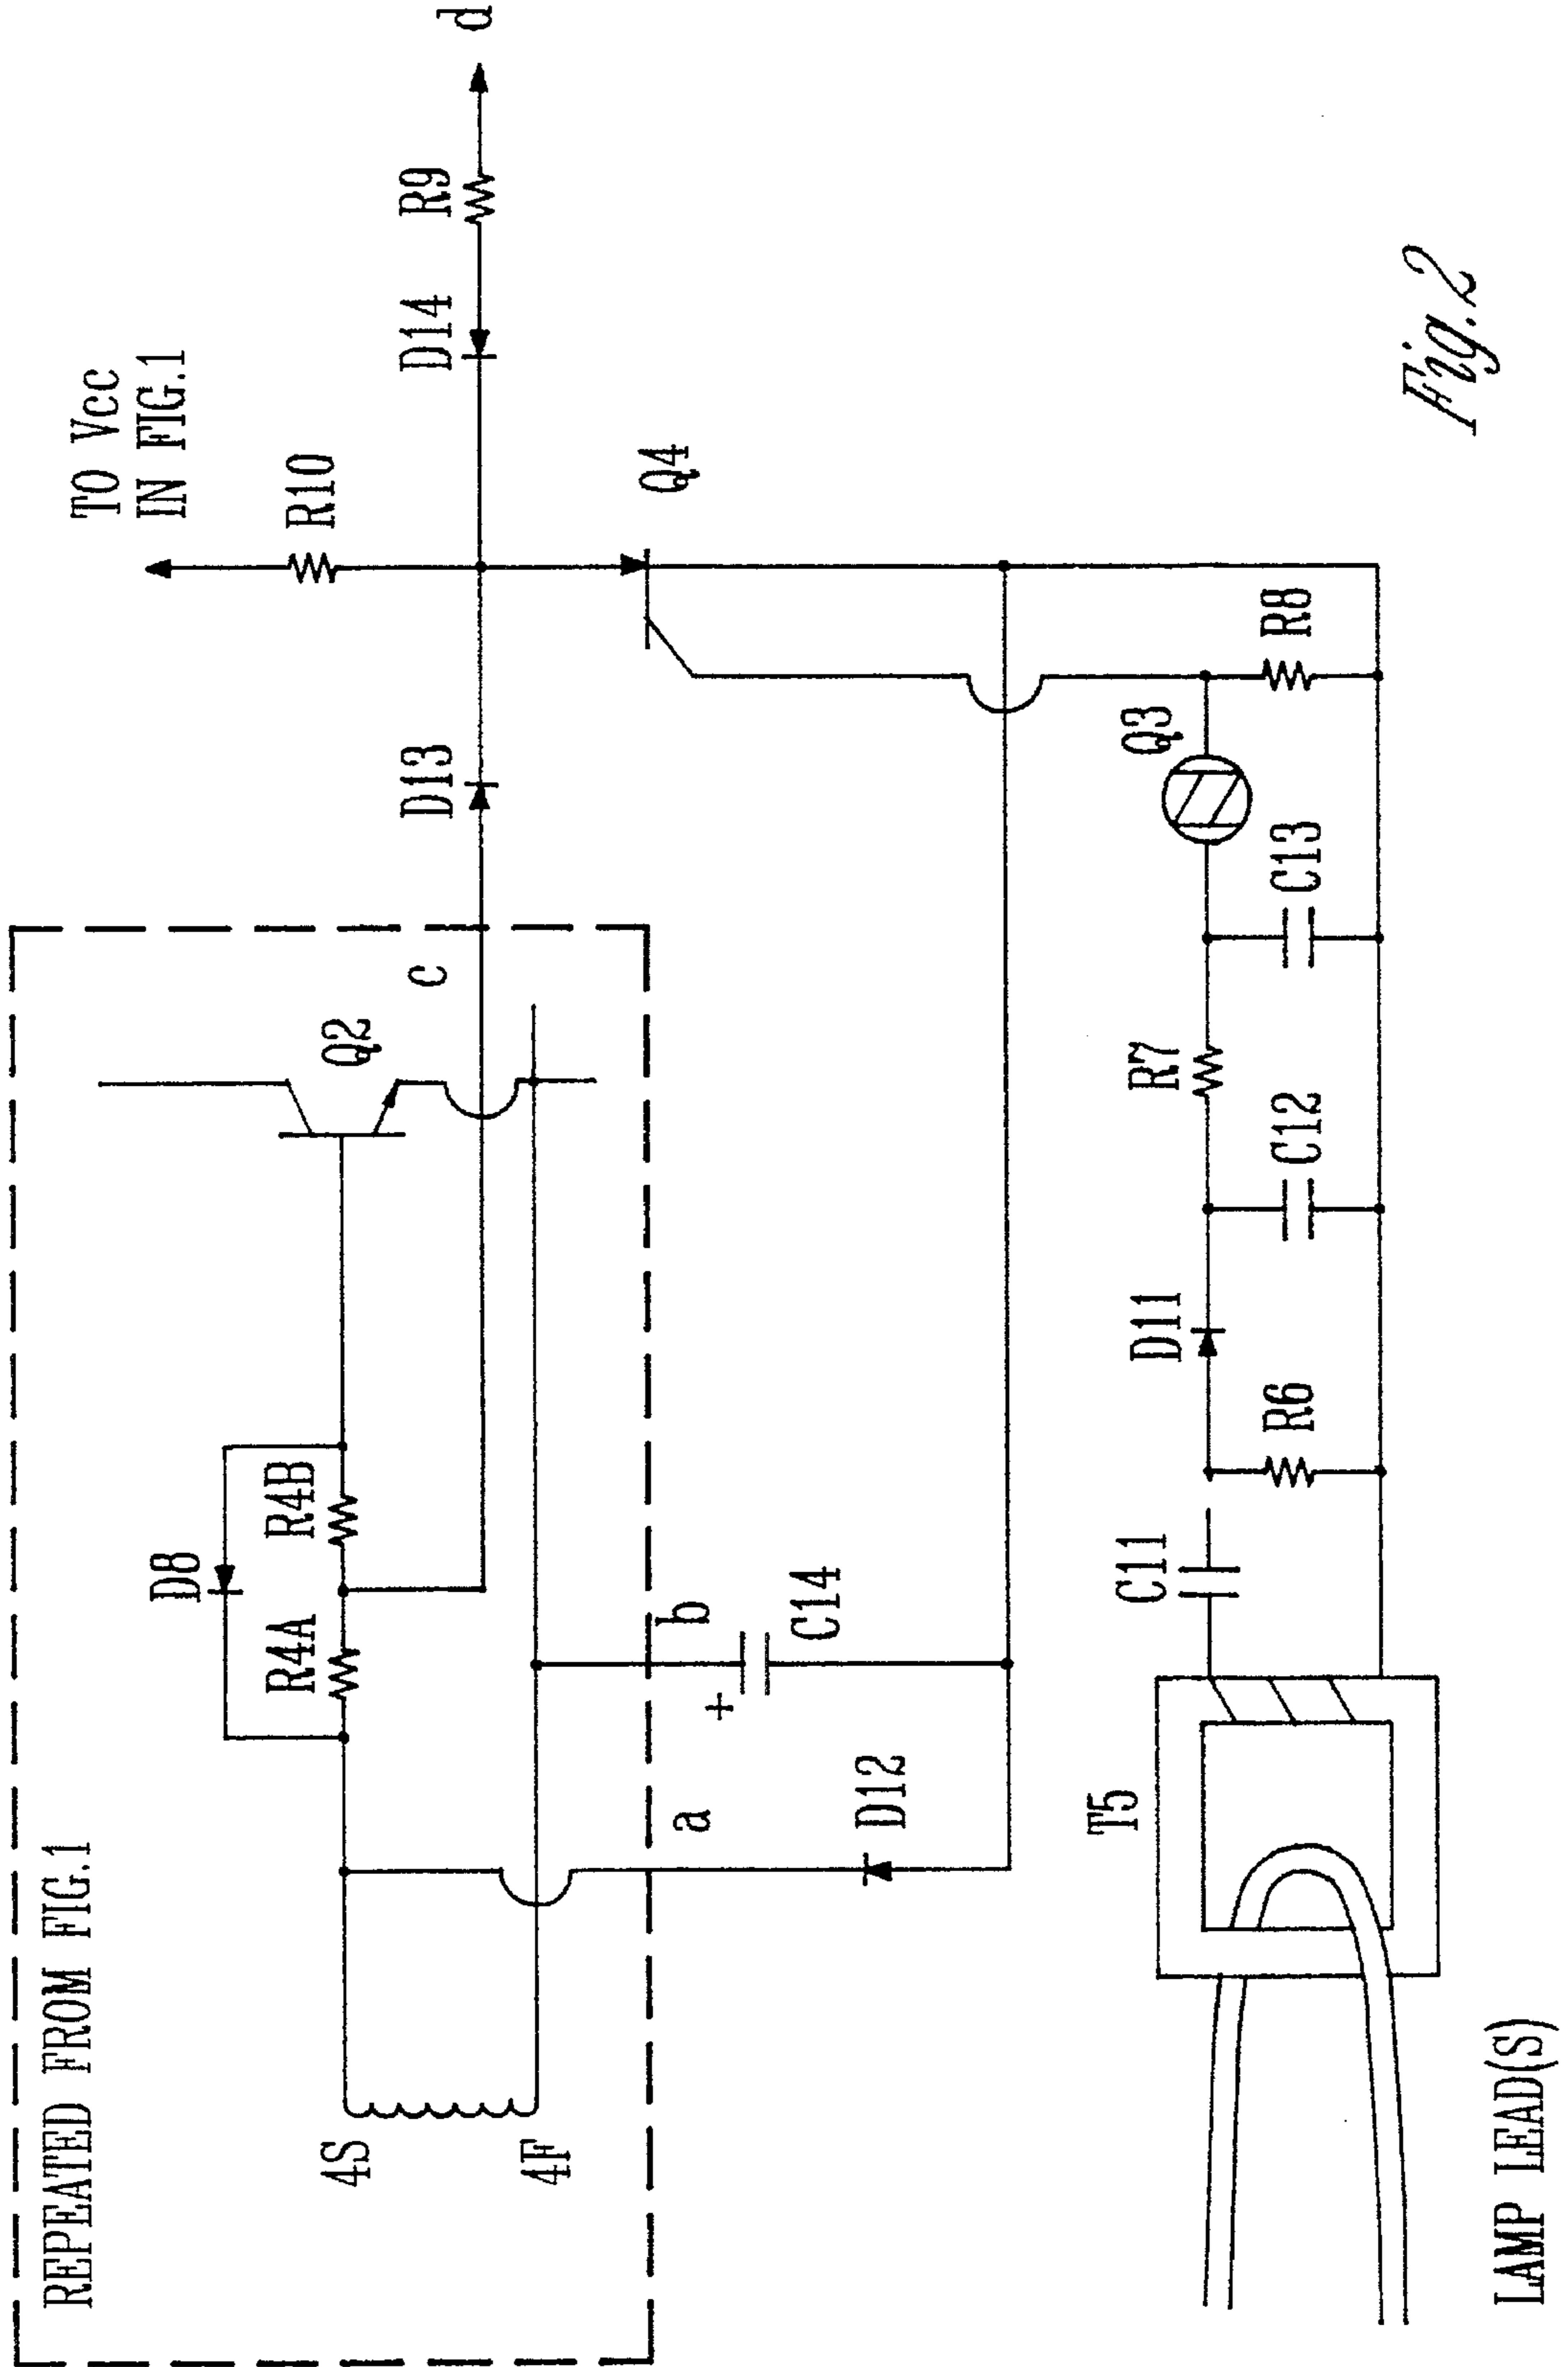 REPEATED FROM FIG.1
TO Vcc
IN FIG.1
d
D8
R10
R4A
R4B
4S
Q2
c
D13
D14
R9
4F
a
b
Q4
C14
D12
T5
C11
D11
R7
Q3
R6
C12
C13
R8
LAMP LEAD(S)
Fig.2